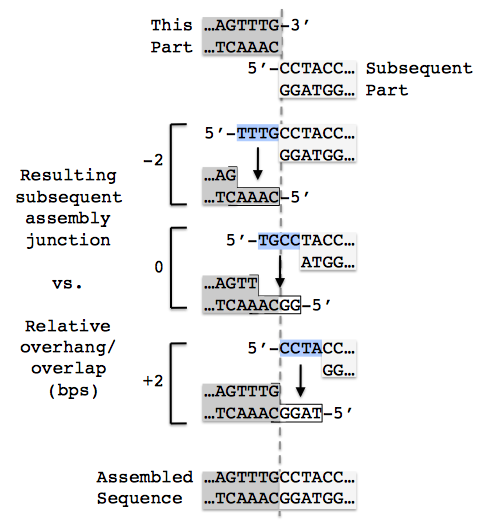 This Part
…AGTTTG-3′
…TCAAAC
5′-CCTACC…
GGATGG…
Subsequent Part
Resulting subsequent assembly junction
vs.
Relative overhang/ overlap (bps)
-2
5′-TTTGCCTACC…
GGATGG…
…AG
…TCAAAC-5′
0
5′-TGCCTACC…
ATGG…
…AGTT
…TCAAACGG-5′
+2
5′-CCTACC…
GG…
…AGTTTG
…TCAAACGGAT-5′
Assembled Sequence
…AGTTTGCCTACC…
…TCAAACGGATGG…